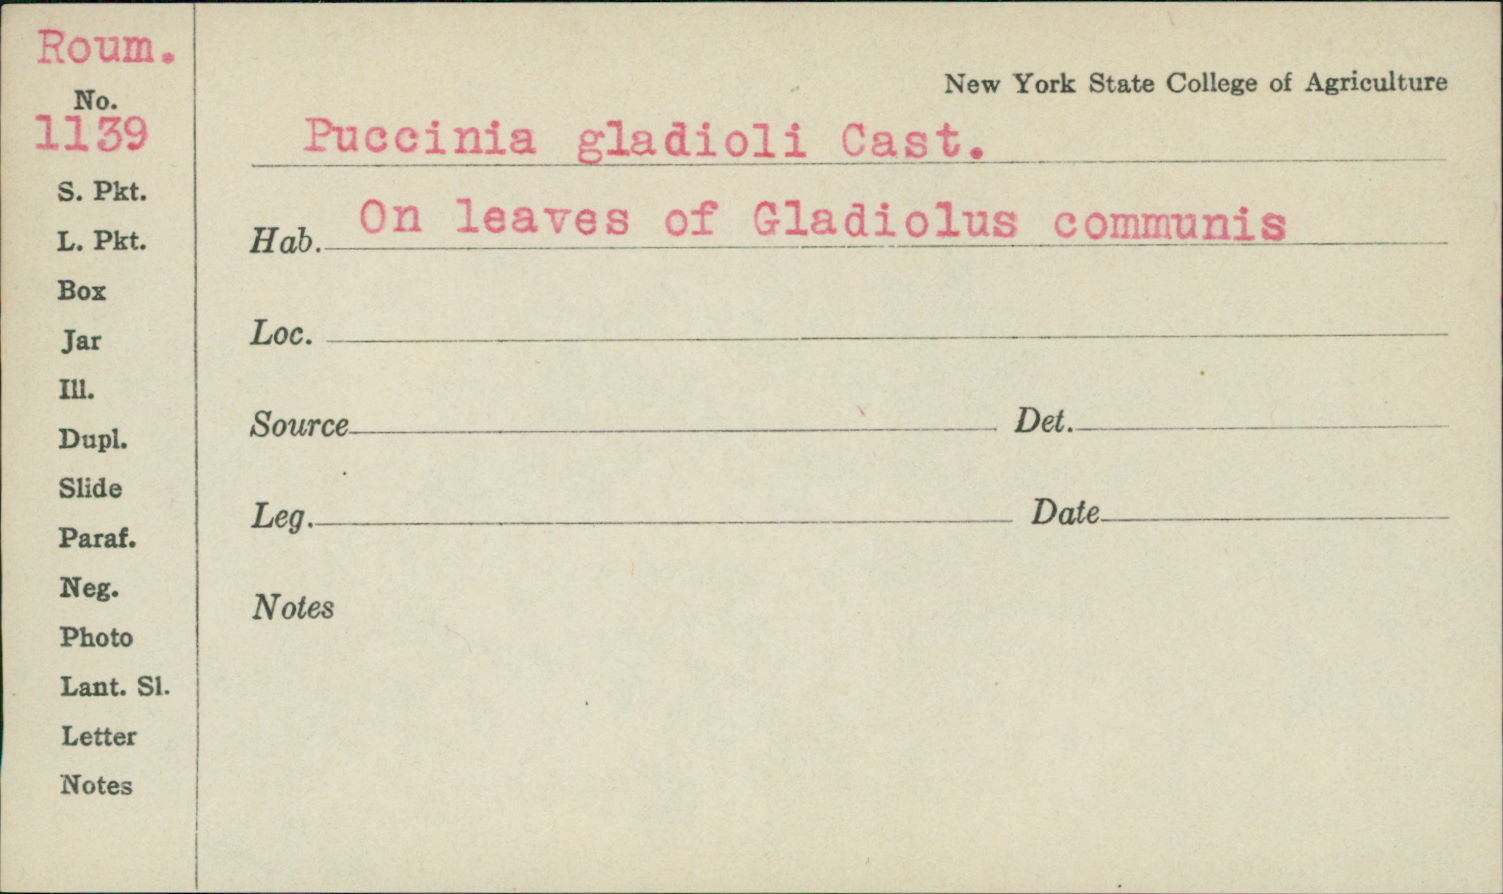 Roum.
No.
1139
S. Pkt.
L. Pkt.
Box
Jar
Ill.
Dupl.
Slide
Paraf.
Neg.
Photo
Lant. Sl.
Letter
Notes
New York State College of Agriculture
Puccinia gladioli Cast.
Hab. On leaves of Gladiolus communis
Loc.
Source Det.
Leg. Date
Notes